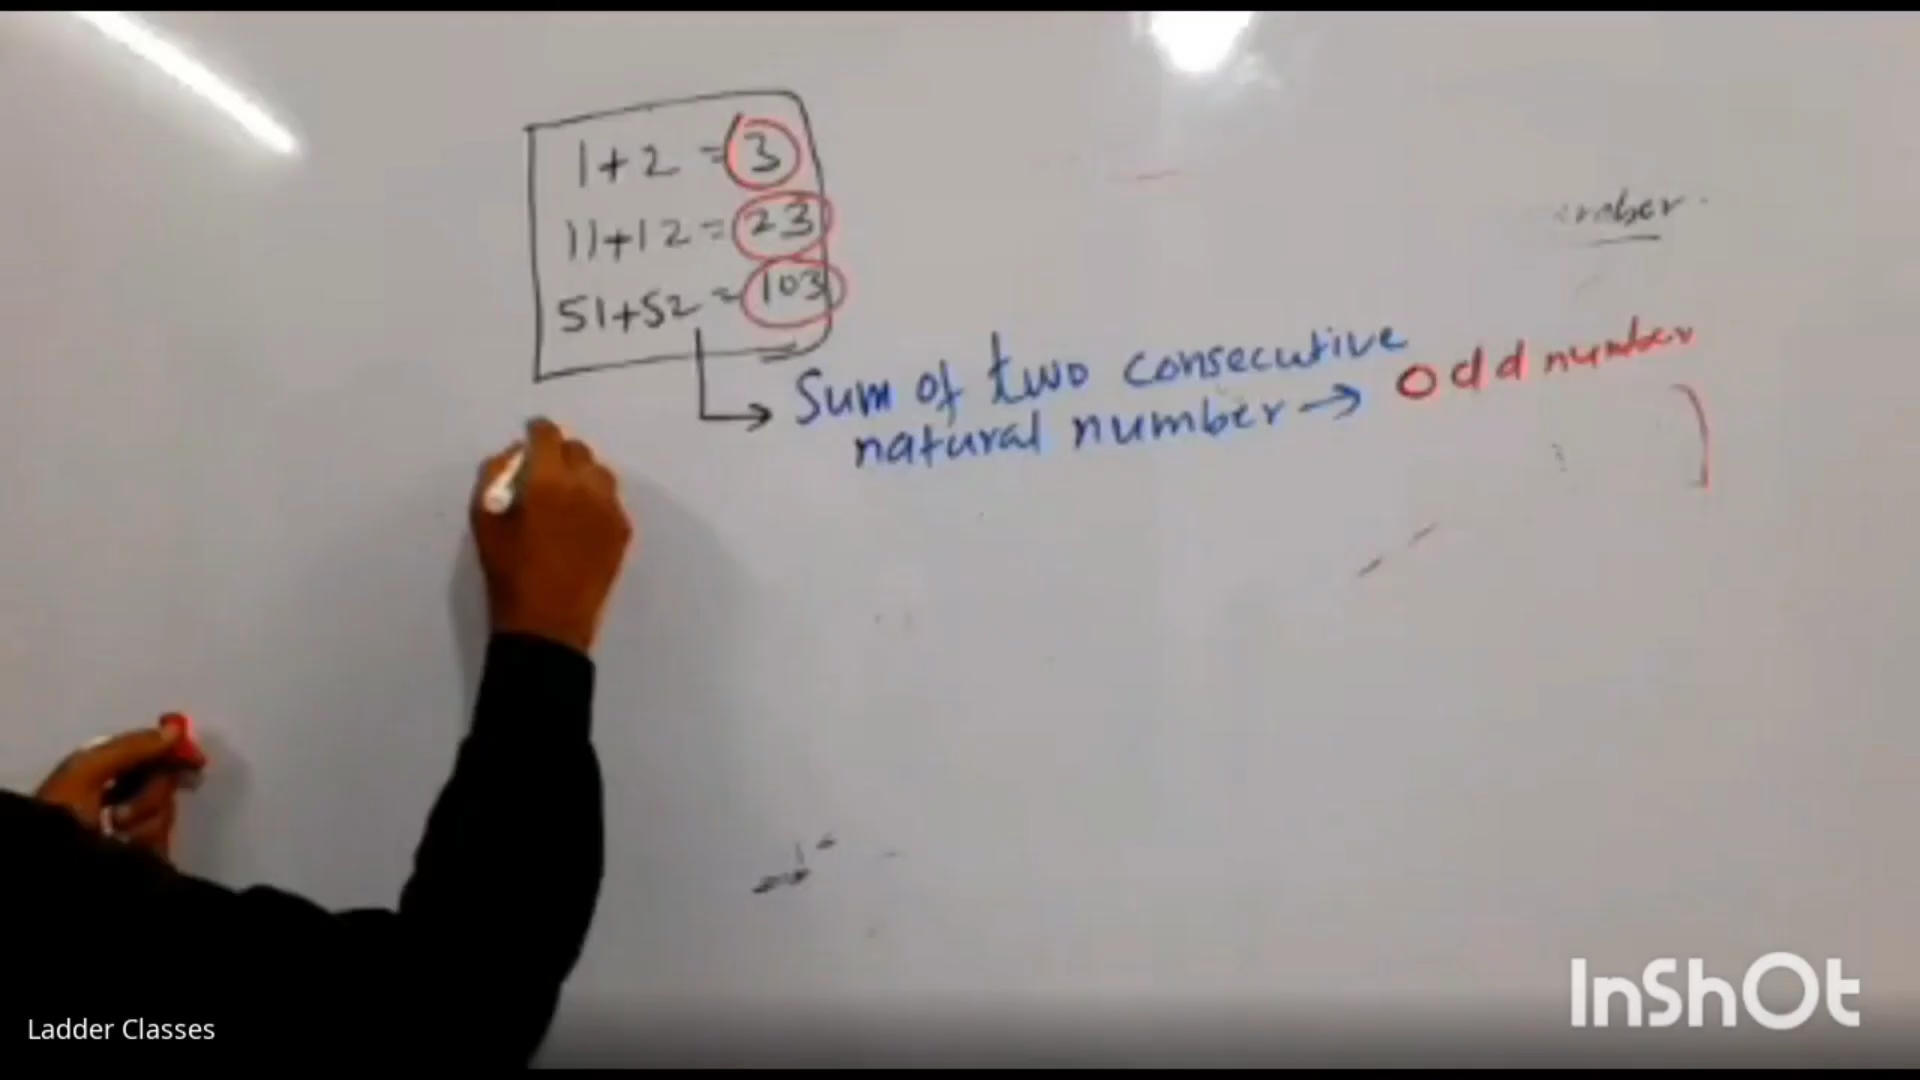 1+2 = 3
11+12 = 23
51+52 = 103
Sum of two consecutive
natural number → Odd number
Ladder Classes
InShOt